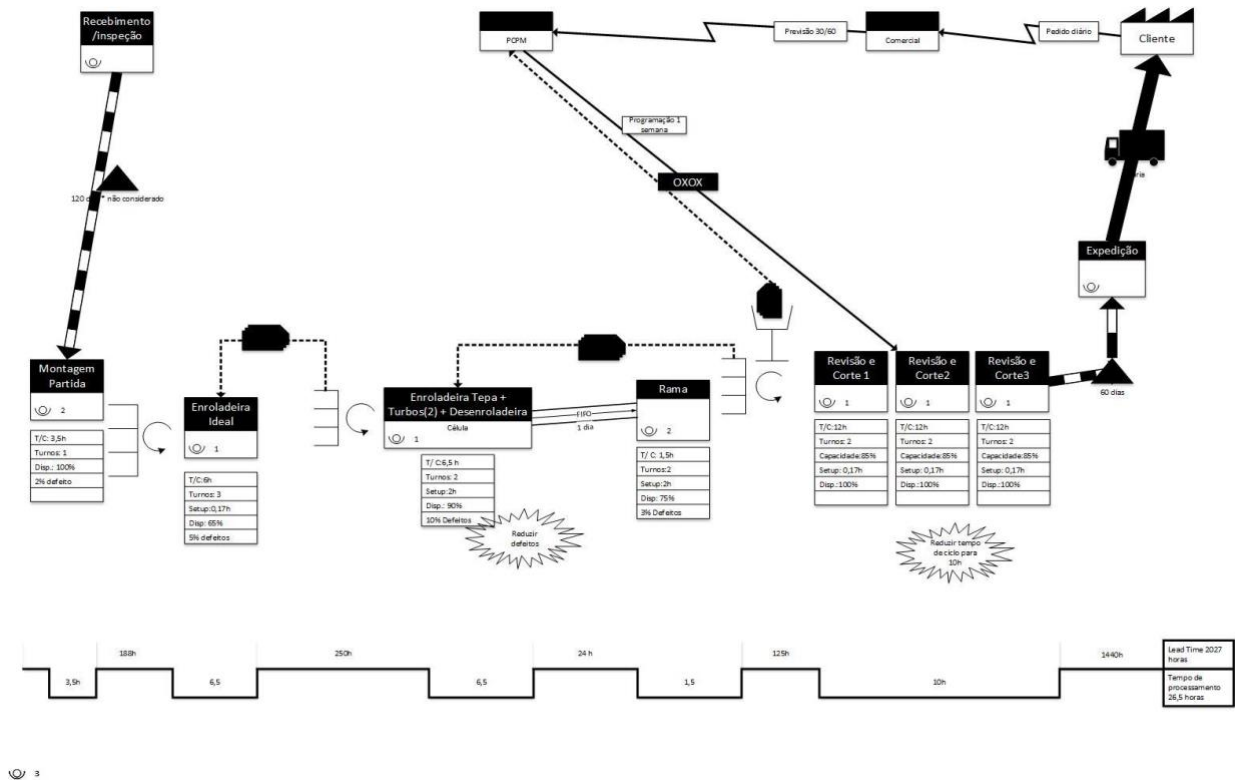 Recebimento
/inspeção
PCPM
Previsão 30/60
Comercial
Pedido diário
Cliente
Programação 1
semana
OXOX
120 d
* não considerado
Expedição
60 dias
Montagem
Partida
2
T/C: 3,5h
Turnos: 1
Disp.: 100%
2% defeito
Enroladeira
Ideal
1
T/C:6h
Turnos: 3
Setup:0,17h
Disp: 65%
5% defeitos
Enroladeira Tepa +
Turbos(2) + Desenroladeira
Célula
1
T/ C:6,5 h
Turnos: 2
Setup:2h
Disp.: 90%
10% Defeitos
Reduzir
defeitos
FIFO
1 dia
Rama
2
T/ C: 1,5h
Turnos:2
Setup:2h
Disp: 75%
3% Defeitos
Revisão e
Corte 1
1
T/C:12h
Turnos: 2
Capacidade:85%
Setup: 0,17h
Disp.:100%
Revisão e
Corte2
1
T/C:12h
Turnos: 2
Capacidade:85%
Setup: 0,17h
Disp.:100%
Revisão e
Corte3
1
T/C:12h
Turnos: 2
Capacidade:85%
Setup: 0,17h
Disp.:100%
Reduzir tempo
de ciclo para
10h
188h
250h
24 h
125h
1440h
Lead Time 2027
horas
3,5h
6,5
6,5
1,5
10h
Tempo de
processamento
26,5 horas
3